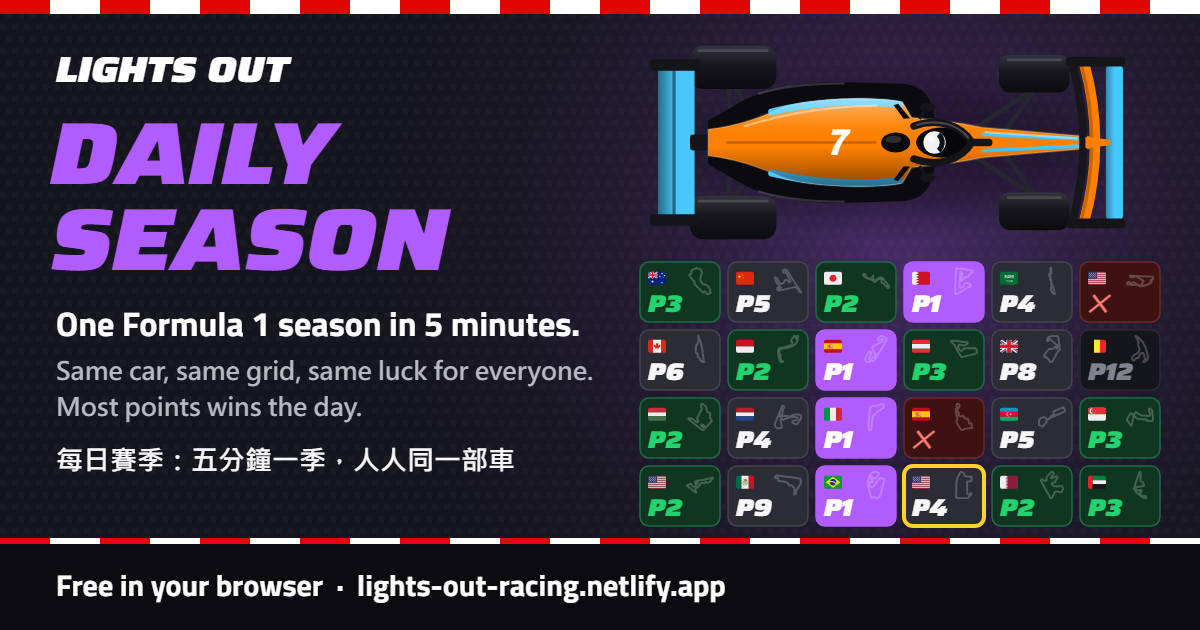 LIGHTS OUT
DAILY
SEASON
One Formula 1 season in 5 minutes.
Same car, same grid, same luck for everyone.
Most points wins the day.
每日賽季：五分鐘一季 · 人人同一部車
7
P3 P5 P2 P1 P4 ✕
P6 P2 P1 P3 P8 P12
P2 P4 P1 ✕ P5 P3
P2 P9 P1 P4 P2 P3
Free in your browser · lights-out-racing.netlify.app